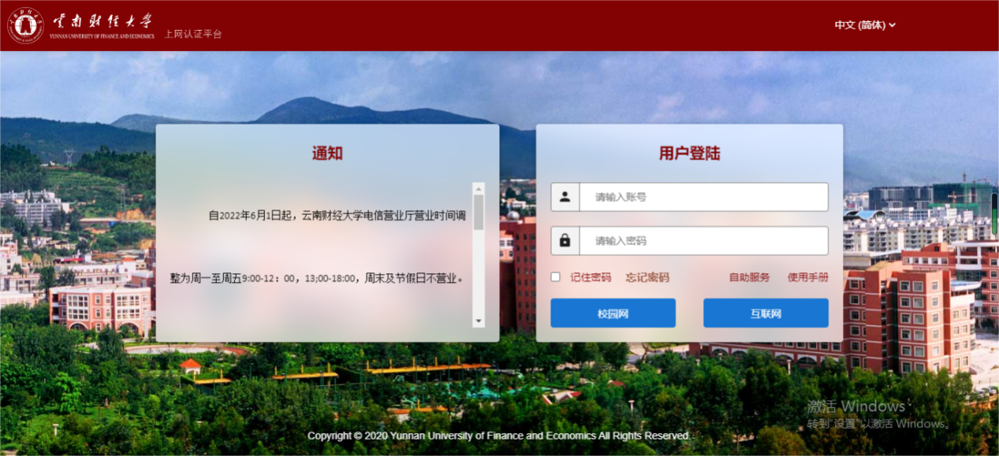 云南财经大学
YUNNAN UNIVERSITY OF FINANCE AND ECONOMICS
上网认证平台
中文 (简体)
通知
自2022年6月1日起，云南财经大学电信营业厅营业时间调
整为周一至周五9:00-12：00，13;00-18:00，周末及节假日不营业。
用户登陆
请输入账号
请输入密码
记住密码 忘记密码 自助服务 使用手册
校园网 互联网
激活 Windows
转到"设置"以激活 Windows。
Copyright © 2020 Yunnan University of Finance and Economics All Rights Reserved.